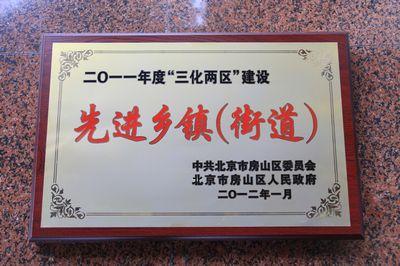 二〇一一年度“三化两区”建设
先进乡镇(街道)
中共北京市房山区委员会
北京市房山区人民政府
二〇一二年一月